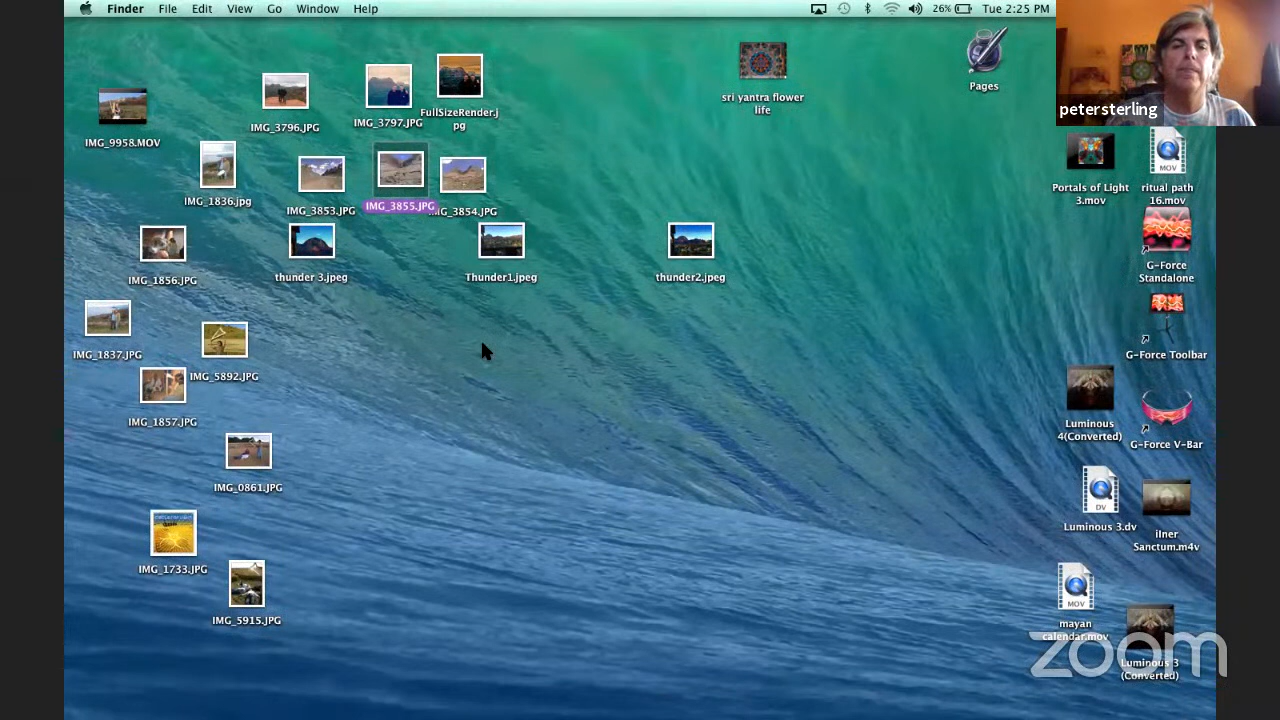 Finder File Edit View Go Window Help
26% Tue 2:25 PM
petersterling
IMG_9958.MOV
IMG_3796.JPG
IMG_3797.JPG
FullSizeRender.j
pg
sri yantra flower
life
Pages
IMG_1836.jpg
IMG_3853.JPG
IMG_3855.JPG
IMG_3854.JPG
Portals of Light
3.mov
MOV
ritual path
16.mov
IMG_1856.JPG
thunder 3.jpeg
Thunder1.jpeg
thunder2.jpeg
G-Force
Standalone
IMG_1837.JPG
IMG_5892.JPG
G-Force Toolbar
IMG_1857.JPG
Luminous
4(Converted)
G-Force V-Bar
IMG_0861.JPG
DV
Luminous 3.dv
Sanctum.m4v
IMG_1733.JPG
IMG_5915.JPG
MOV
mayan
calendar.mov
Luminous 3
(Converted)
zoom